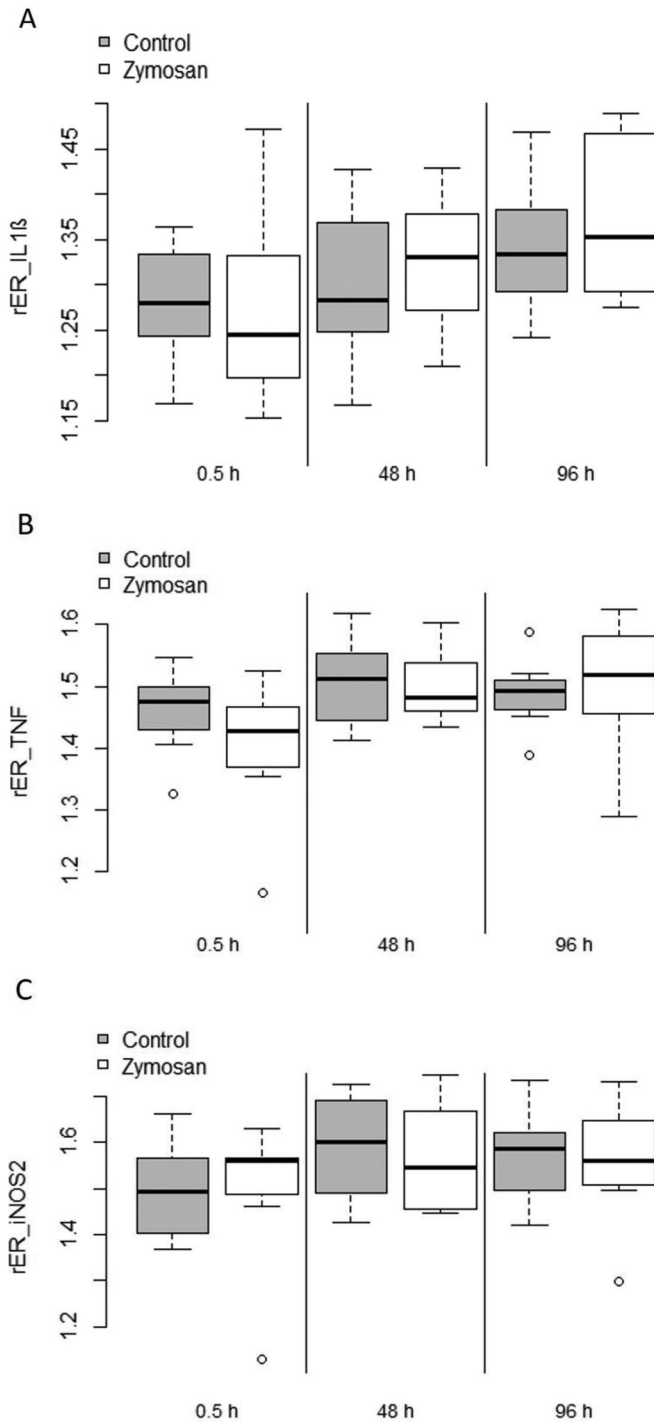 A
Control
Zymosan
rER_IL1ß
1.45
1.35
1.25
1.15
0.5 h 48 h 96 h
B
Control
Zymosan
rER_TNF
1.6
1.5
1.4
1.3
1.2
0.5 h 48 h 96 h
C
Control
Zymosan
rER_iNOS2
1.6
1.4
1.2
0.5 h 48 h 96 h